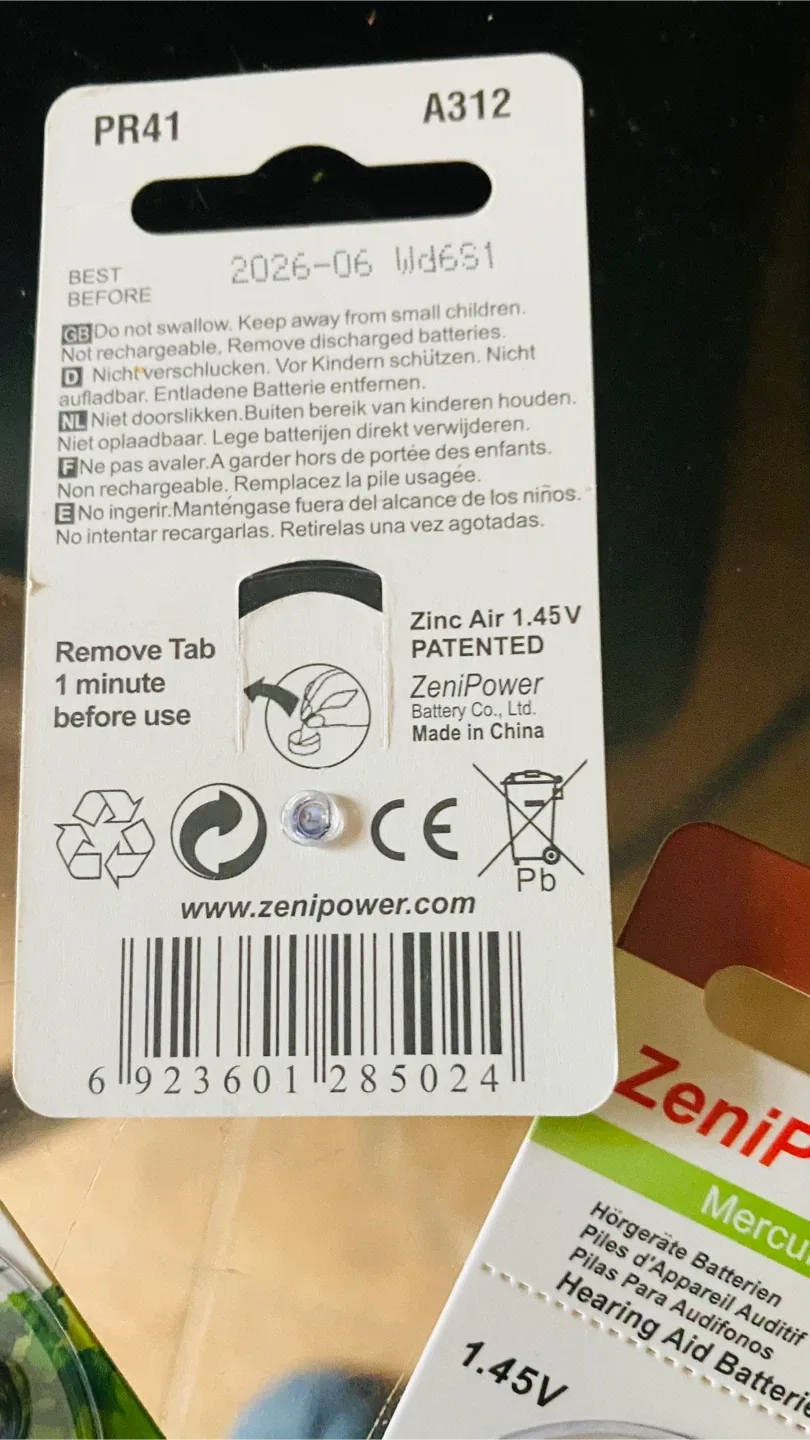 PR41 A312
BEST
BEFORE
2026-06 Wd6S1
GB Do not swallow. Keep away from small children.
Not rechargeable. Remove discharged batteries.
D Nicht verschlucken. Vor Kindern schützen. Nicht
aufladbar. Entladene Batterie entfernen.
NL Niet doorslikken.Buiten bereik van kinderen houden.
Niet oplaadbaar. Lege batterijen direkt verwijderen.
F Ne pas avaler.A garder hors de portée des enfants.
Non rechargeable. Remplacez la pile usagée.
E No ingerir.Manténgase fuera del alcance de los niños.
No intentar recargarlas. Retirelas una vez agotadas.
Remove Tab
1 minute
before use
Zinc Air 1.45V
PATENTED
ZeniPower
Battery Co., Ltd.
Made in China
CE
Pb
www.zenipower.com
6 923601 285024
ZeniP
Mercu
Hörgeräte Batterien
Piles d'Appareil Auditif
Pilas Para Audifonos
Hearing Aid Batterie
1.45V